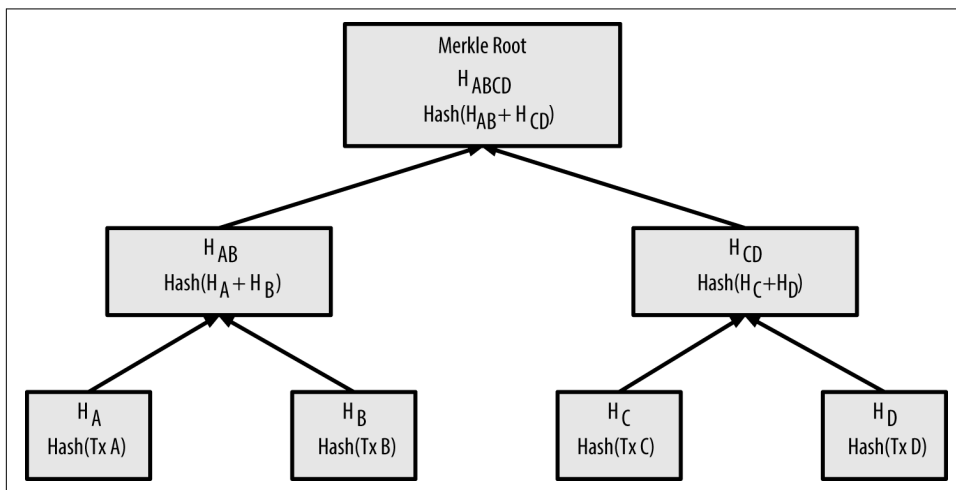 Merkle Root
H ABCD
Hash(H AB + H CD)
H AB
Hash(H A + H B)
H CD
Hash(H C+H D)
H A
Hash(Tx A)
H B
Hash(Tx B)
H C
Hash(Tx C)
H D
Hash(Tx D)